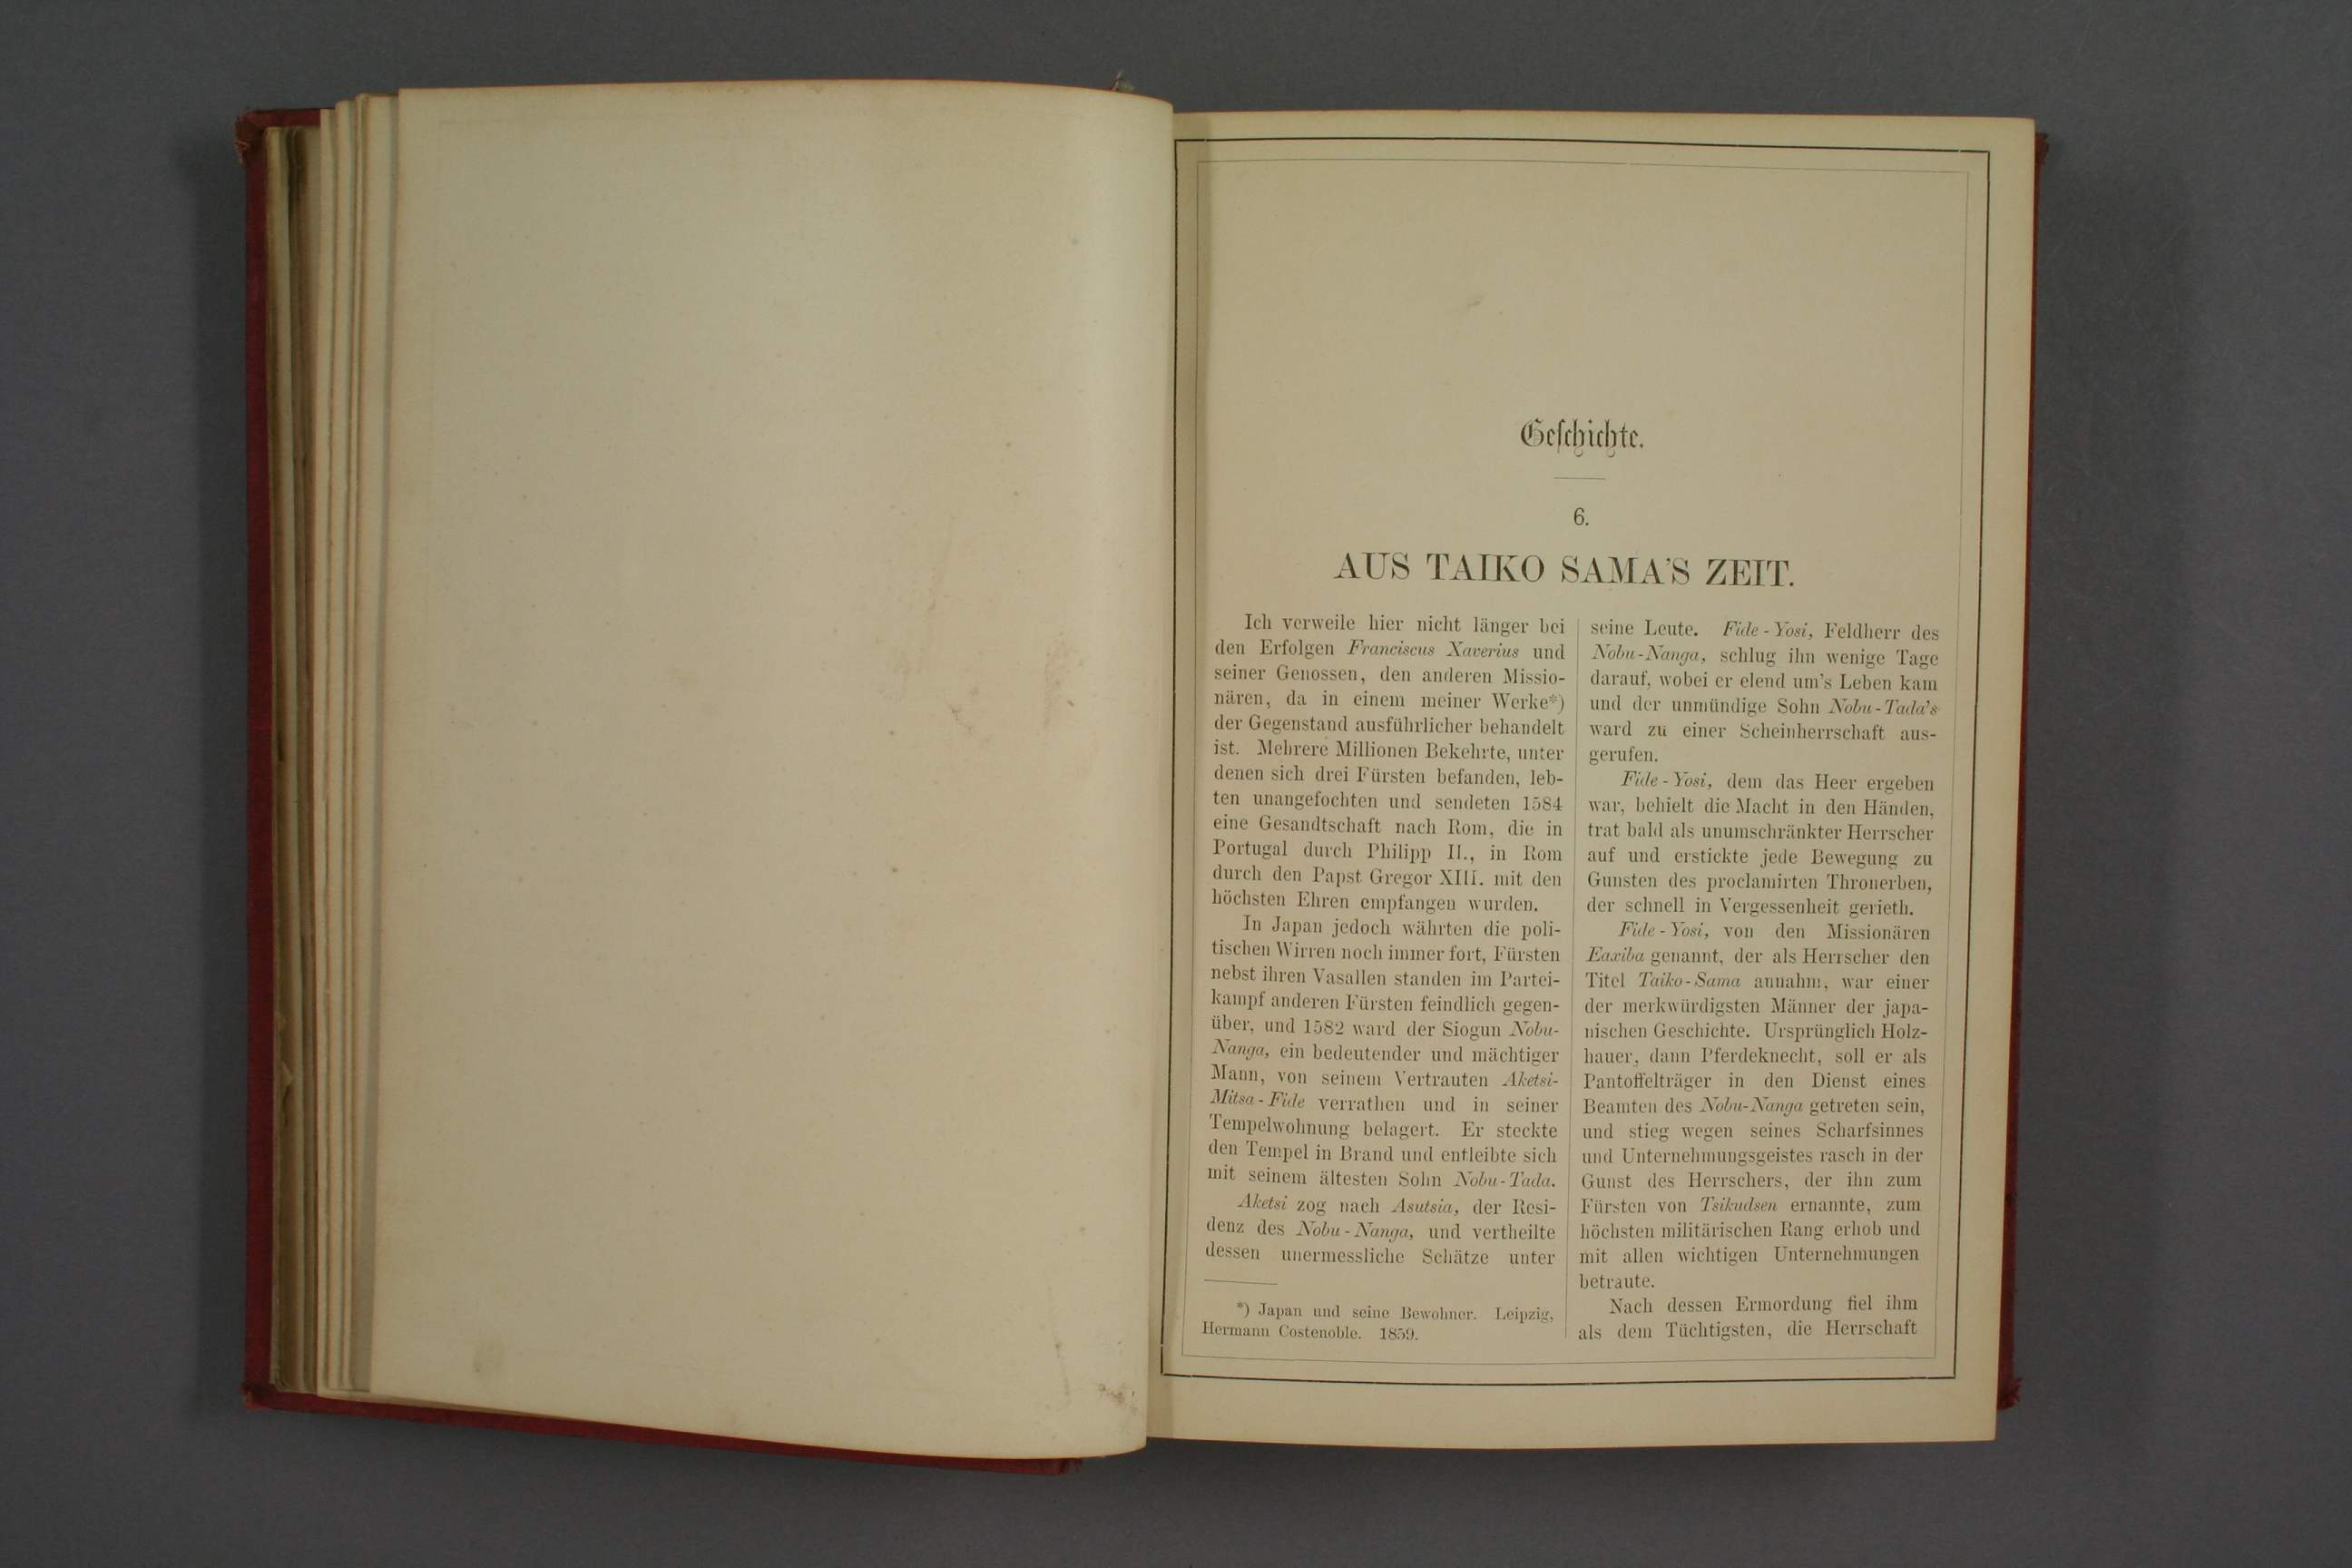 Geschichte.
6.
AUS TAIKO SAMA'S ZEIT.
Ich verweile hier nicht länger bei
den Erfolgen Franciscus Xaverius und
seiner Genossen, den anderen Missio-
nären, da in einem meiner Werke*)
der Gegenstand ausführlicher behandelt
ist. Mehrere Millionen Bekehrte, unter
denen sich drei Fürsten befanden, leb-
ten unangefochten und sendeten 1584
eine Gesandtschaft nach Rom, die in
Portugal durch Philipp II., in Rom
durch den Papst Gregor XIII. mit den
höchsten Ehren empfangen wurden.
In Japan jedoch währten die poli-
tischen Wirren noch immer fort, Fürsten
nebst ihren Vasallen standen im Partei-
kampf anderen Fürsten feindlich gegen-
über, und 1582 ward der Siogun Nobu-
Nanga, ein bedeutender und mächtiger
Mann, von seinem Vertrauten Aketsi-
Mitsa-Fide verrathen und in seiner
Tempelwohnung belagert. Er steckte
den Tempel in Brand und entleibte sich
mit seinem ältesten Sohn Nobu-Tada.
Aketsi zog nach Asutsia, der Resi-
denz des Nobu-Nanga, und vertheilte
dessen unermessliche Schätze unter
*) Japan und seine Bewohner. Leipzig,
Hermann Costenoble. 1859.
seine Leute. Fide-Yosi, Feldherr des
Nobu-Nanga, schlug ihn wenige Tage
darauf, wobei er elend um's Leben kam
und der unmündige Sohn Nobu-Tada's
ward zu einer Scheinherrschaft aus-
gerufen.
Fide-Yosi, dem das Heer ergeben
war, behielt die Macht in den Händen,
trat bald als unumschränkter Herrscher
auf und erstickte jede Bewegung zu
Gunsten des proclamirten Thronerben,
der schnell in Vergessenheit gerieth.
Fide-Yosi, von den Missionären
Eaxiba genannt, der als Herrscher den
Titel Taiko-Sama annahm, war einer
der merkwürdigsten Männer der japa-
nischen Geschichte. Ursprünglich Holz-
hauer, dann Pferdeknecht, soll er als
Pantoffelträger in den Dienst eines
Beamten des Nobu-Nanga getreten sein,
und stieg wegen seines Scharfsinnes
und Unternehmungsgeistes rasch in der
Gunst des Herrschers, der ihn zum
Fürsten von Tsikudsen ernannte, zum
höchsten militärischen Rang erhob und
mit allen wichtigen Unternehmungen
betraute.
Nach dessen Ermordung fiel ihm
als dem Tüchtigsten, die Herrschaft